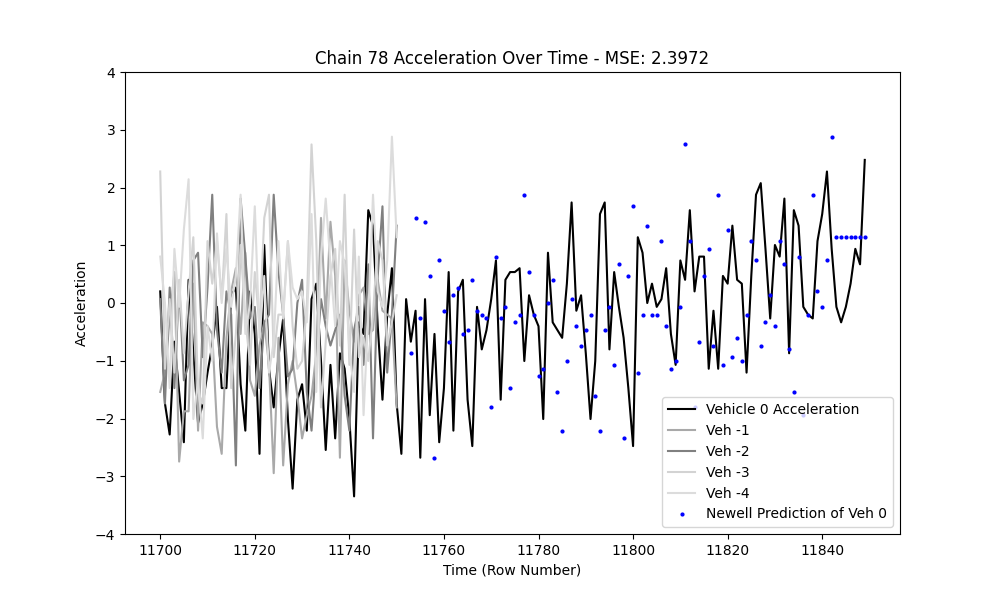 Chain 78 Acceleration Over Time - MSE: 2.3972
4
3
2
1
0
−1
−2
−3
−4
Acceleration
Vehicle 0 Acceleration
Veh -1
Veh -2
Veh -3
Veh -4
Newell Prediction of Veh 0
11700 11720 11740 11760 11780 11800 11820 11840
Time (Row Number)